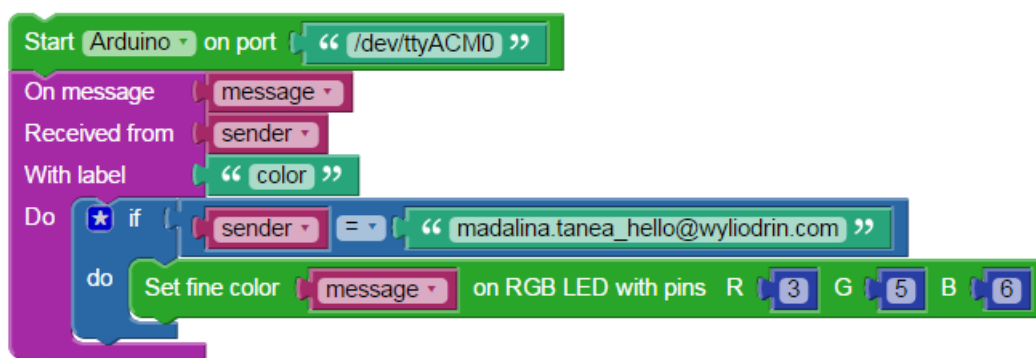 Start Arduino on port “ /dev/ttyACM0 ”
On message message
Received from sender
With label “ color ”
Do if sender = “ madalina.tanea_hello@wyliodrin.com ”
do Set fine color message on RGB LED with pins R 3 G 5 B 6